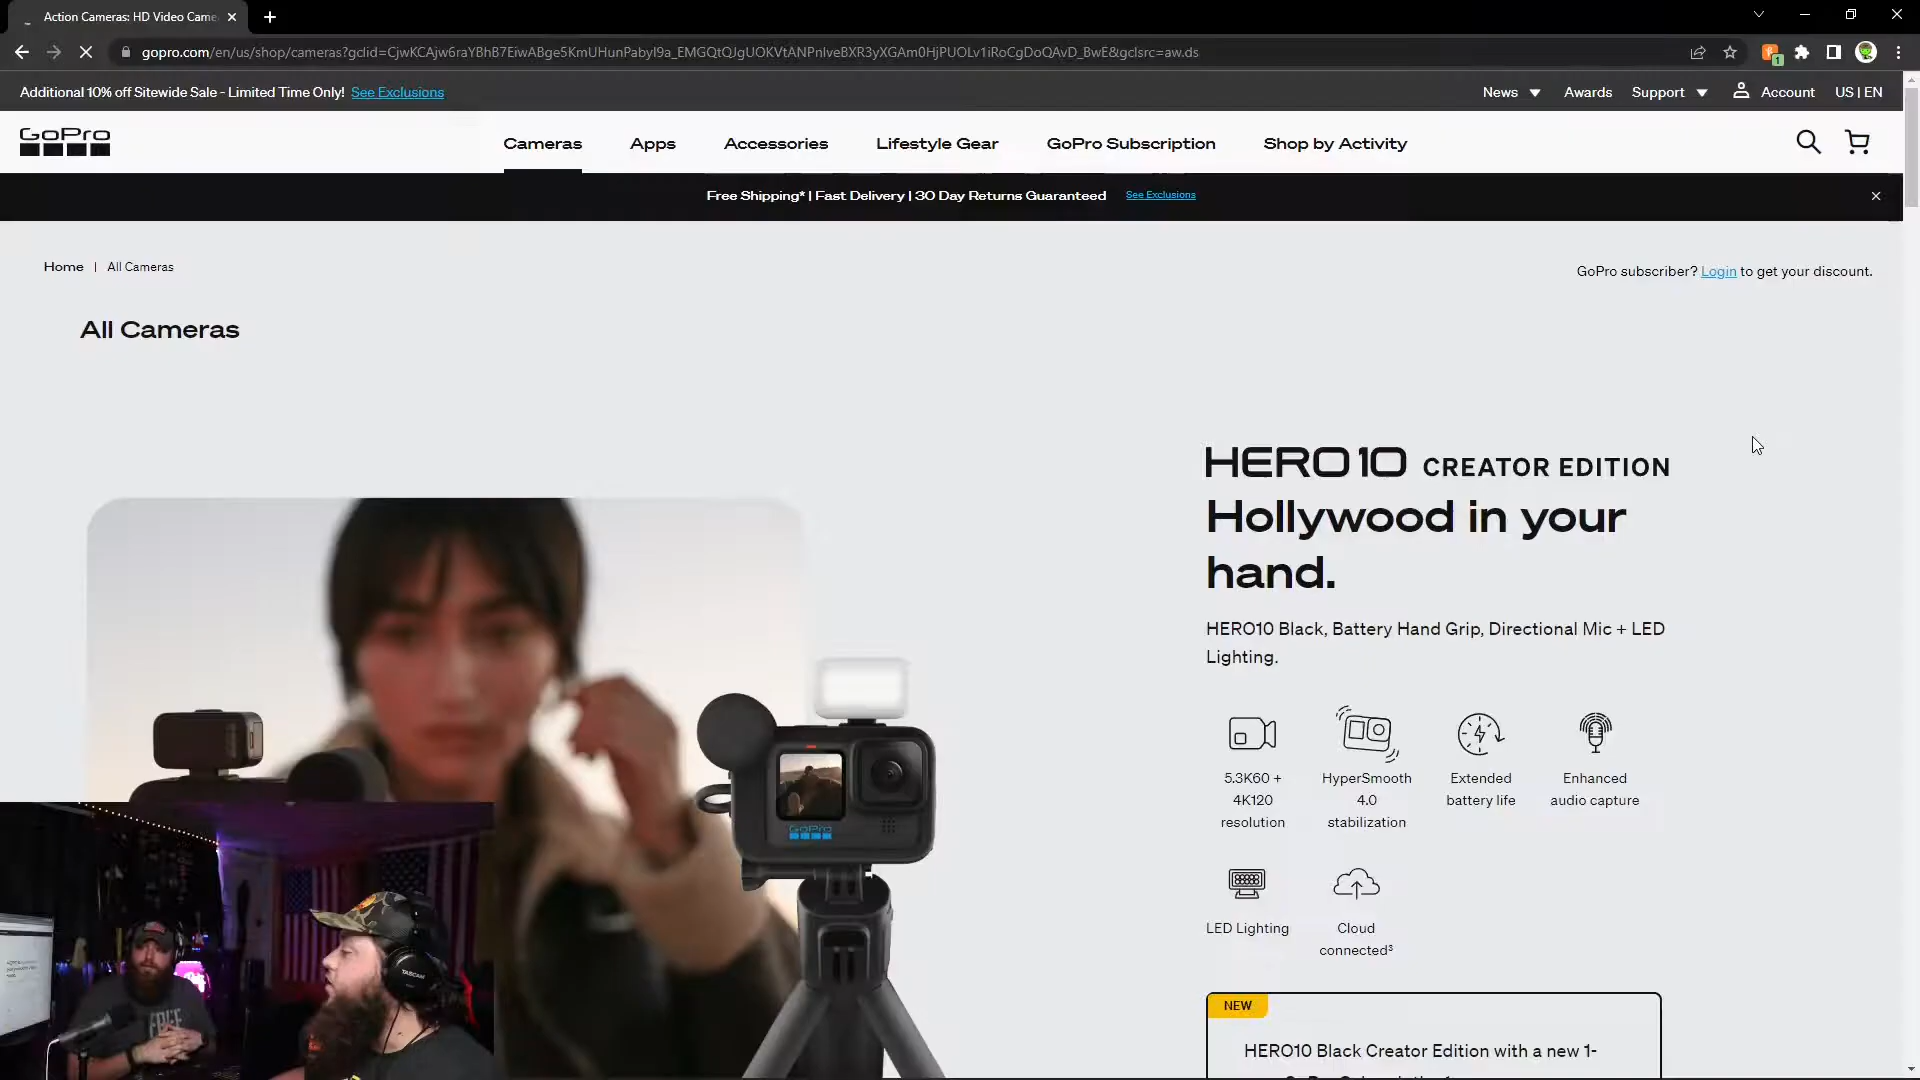 Action Cameras: HD Video Came
gopro.com/en/us/shop/cameras?gclid=CjwKCAjw6raYBhB7EiwABge5KmUHunPabyI9a_EMGQtQJgUOKVtANPnIveBXR3yXGAm0HjPUOLv1iRoCgDoQAvD_BwE&gclsrc=aw.ds
1
Additional 10% off Sitewide Sale - Limited Time Only! See Exclusions
News Awards Support Account US | EN
GoPro
Cameras Apps Accessories Lifestyle Gear GoPro Subscription Shop by Activity
Free Shipping* | Fast Delivery | 30 Day Returns Guaranteed See Exclusions
Home | All Cameras
GoPro subscriber? Login to get your discount.
All Cameras
HERO10 CREATOR EDITION
Hollywood in your
hand.
HERO10 Black, Battery Hand Grip, Directional Mic + LED
Lighting.
5.3K60 +
4K120
resolution
HyperSmooth
4.0
stabilization
Extended
battery life
Enhanced
audio capture
LED Lighting
Cloud
connected³
NEW
HERO10 Black Creator Edition with a new 1-
GoPro
TASCAM
FREE